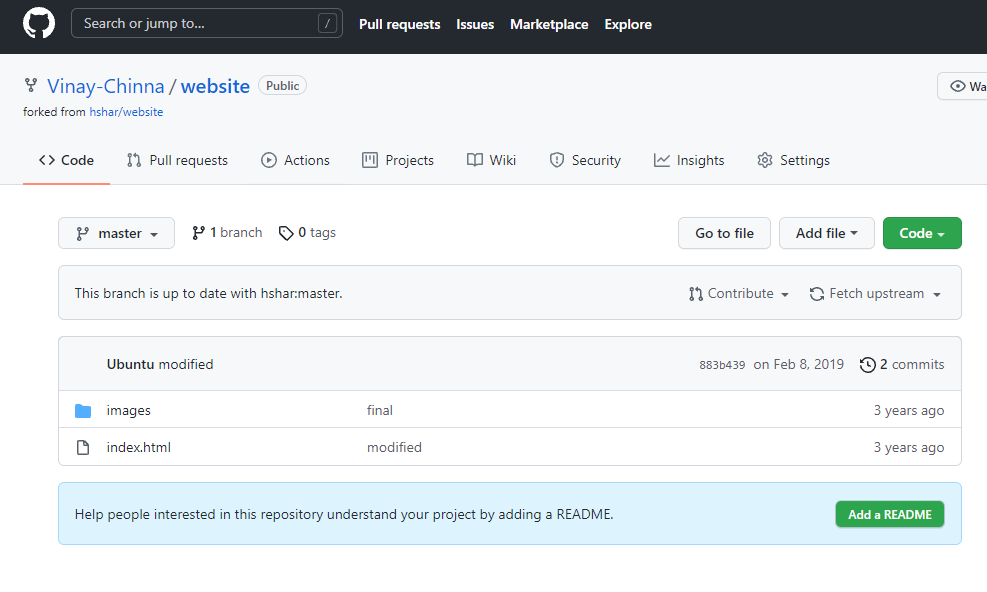 Search or jump to... / Pull requests Issues Marketplace Explore
Vinay-Chinna / website Public
forked from hshar/website
Code Pull requests Actions Projects Wiki Security Insights Settings
master 1 branch 0 tags Go to file Add file Code
This branch is up to date with hshar:master. Contribute Fetch upstream
Ubuntu modified 883b439 on Feb 8, 2019 2 commits
images final 3 years ago
index.html modified 3 years ago
Help people interested in this repository understand your project by adding a README. Add a README